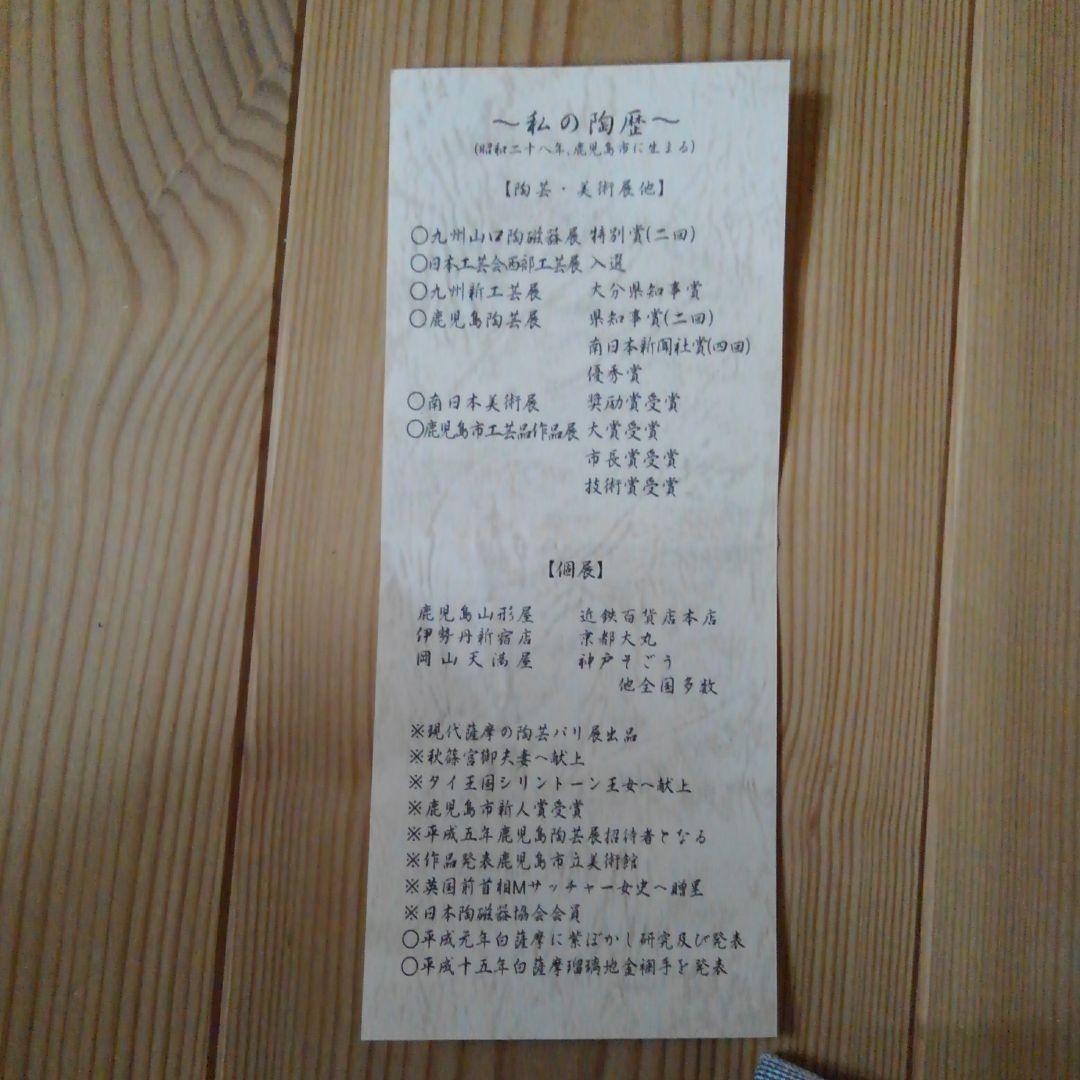 ～私の陶歴～
(昭和二十八年、鹿児島市に生まる)
【陶芸・美術展他】
〇九州山口陶磁器展 特別賞(二回)
〇日本工芸会西部工芸展 入選
〇九州新工芸展 大分県知事賞
〇鹿児島陶芸展 県知事賞(二回)
南日本新聞社賞(四回)
優秀賞
〇南日本美術展 奨励賞受賞
〇鹿児島市工芸品作品展 大賞受賞
市長賞受賞
技術賞受賞
【個展】
鹿児島山形屋 近鉄百貨店本店
伊勢丹新宿店 京都大丸
岡山天満屋 神戸そごう
他全国多数
※現代薩摩の陶芸パリ展出品
※秋篠宮御夫妻へ献上
※タイ王国シリントーン王女へ献上
※鹿児島市新人賞受賞
※平成五年鹿児島陶芸展招待者となる
※作品発表鹿児島市立美術館
※英国前首相Mサッチャー女史へ贈呈
※日本陶磁器協会会員
〇平成元年白薩摩に紫ぼかし研究及び発表
〇平成十五年白薩摩瑠璃地金襴手を発表